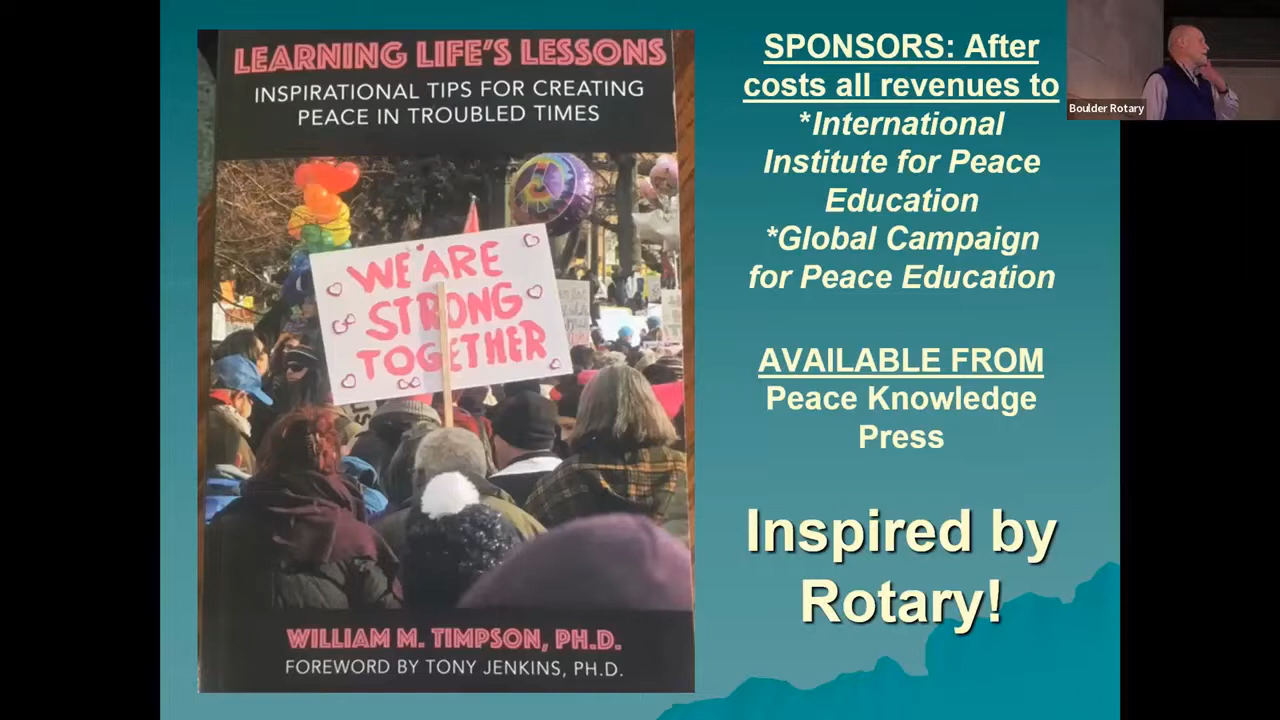 LEARNING LIFE'S LESSONS
INSPIRATIONAL TIPS FOR CREATING
PEACE IN TROUBLED TIMES
WE ARE
STRONG
TOGETHER
WILLIAM M. TIMPSON, PH.D.
FOREWORD BY TONY JENKINS, PH.D.
SPONSORS: After
costs all revenues to
*International
Institute for Peace
Education
*Global Campaign
for Peace Education
AVAILABLE FROM
Peace Knowledge
Press
Inspired by
Rotary!
Boulder Rotary